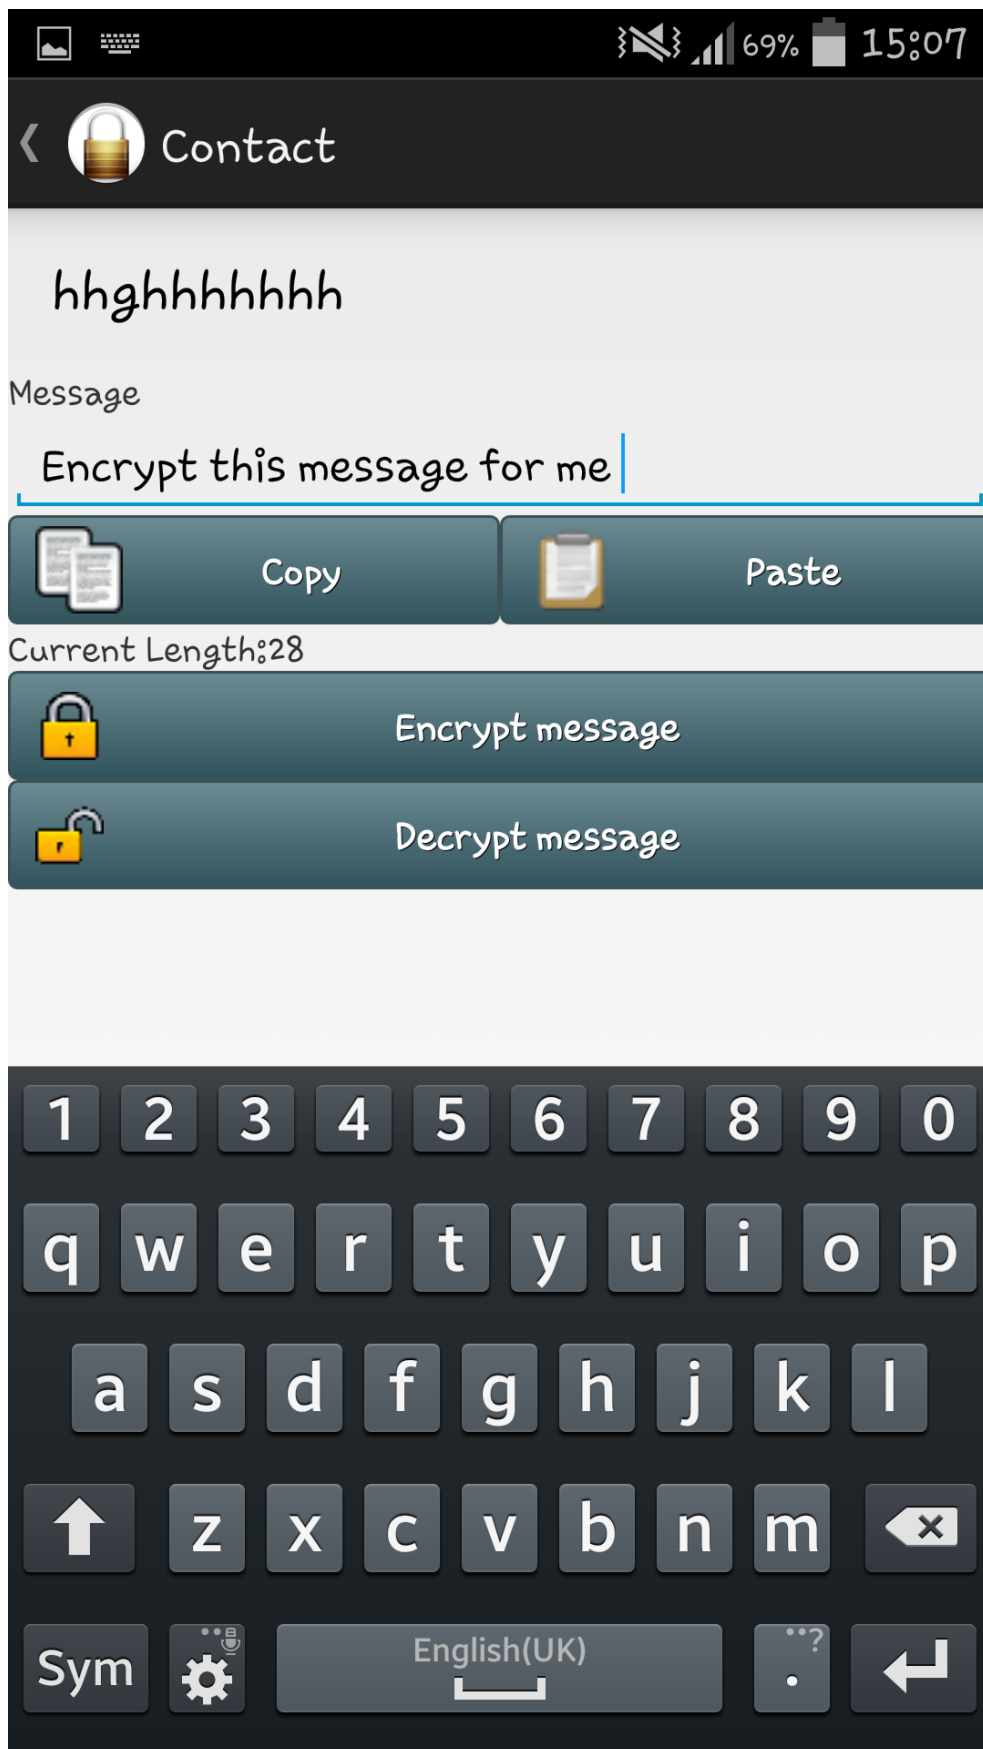 69% 15:07
Contact
hhghhhhhhh
Message
Encrypt this message for me
Copy Paste
Current Length:28
Encrypt message
Decrypt message
1 2 3 4 5 6 7 8 9 0
q w e r t y u i o p
a s d f g h j k l
z x c v b n m
Sym English(UK) . ?